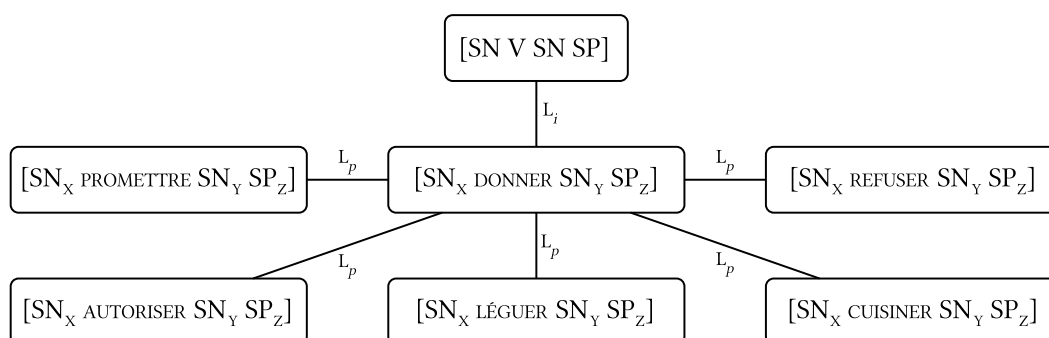 [SN V SN SP]
L_i
[SN_X PROMETTRE SN_Y SP_Z]
L_p
[SN_X DONNER SN_Y SP_Z]
L_p
[SN_X REFUSER SN_Y SP_Z]
L_p
L_p
L_p
[SN_X AUTORISER SN_Y SP_Z]
[SN_X LÉGUER SN_Y SP_Z]
[SN_X CUISINER SN_Y SP_Z]